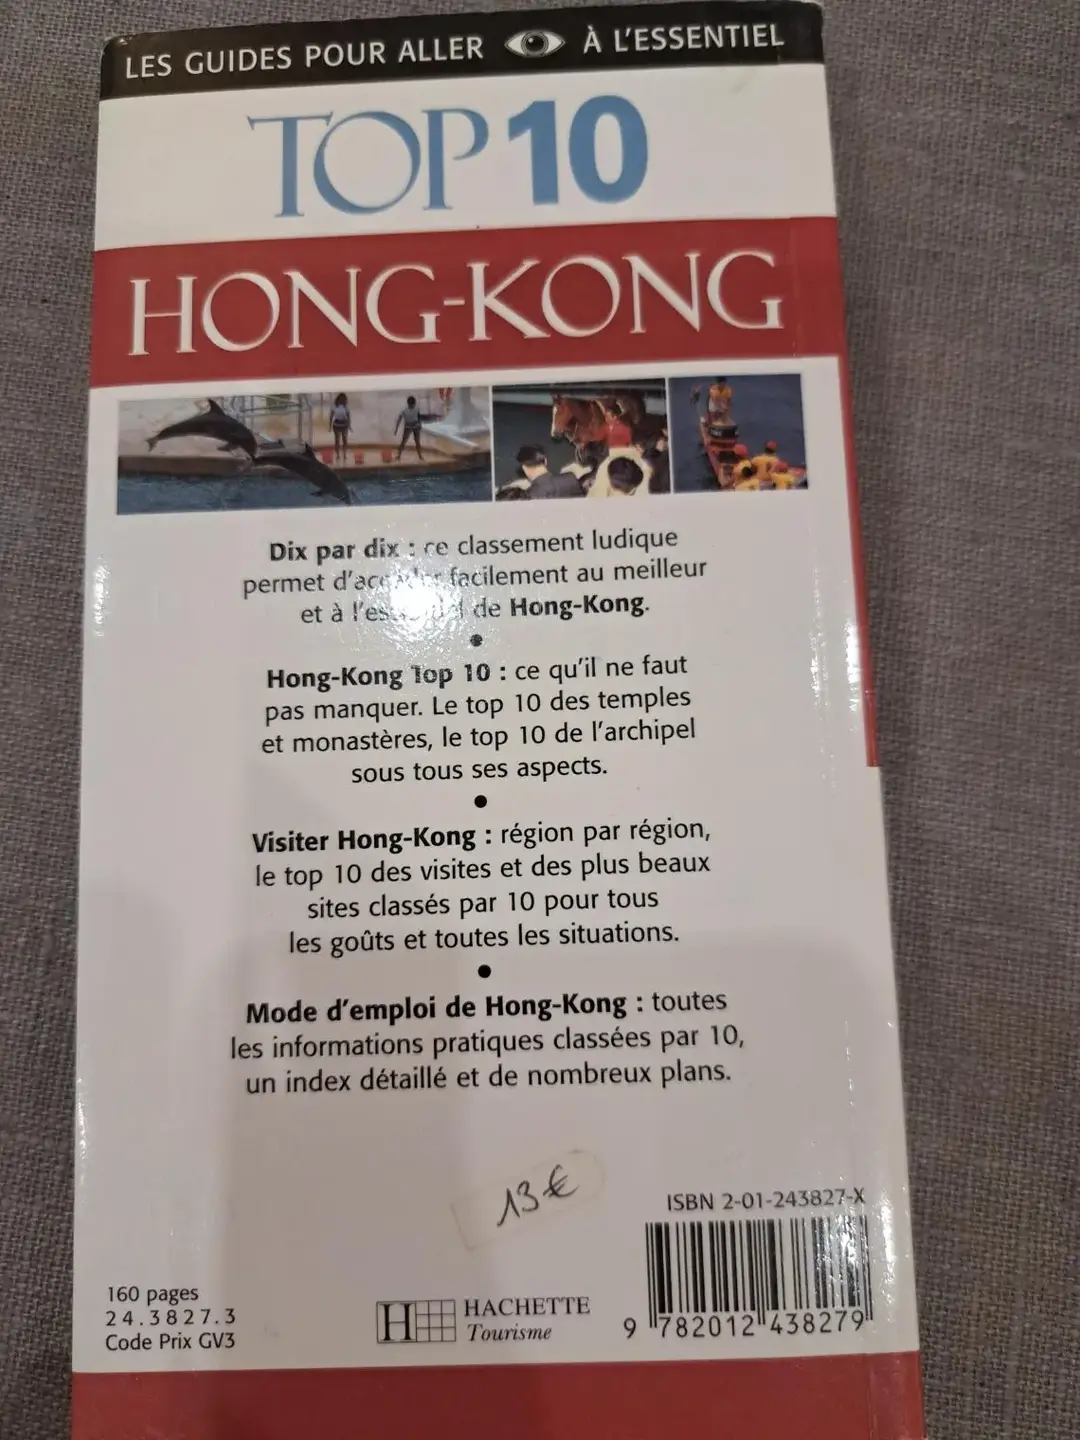 LES GUIDES POUR ALLER À L'ESSENTIEL
TOP 10
HONG-KONG
Dix par dix : ce classement ludique
permet d'accéder facilement au meilleur
et à l'essentiel de Hong-Kong.
Hong-Kong Top 10 : ce qu'il ne faut
pas manquer. Le top 10 des temples
et monastères, le top 10 de l'archipel
sous tous ses aspects.
Visiter Hong-Kong : région par région,
le top 10 des visites et des plus beaux
sites classés par 10 pour tous
les goûts et toutes les situations.
Mode d'emploi de Hong-Kong : toutes
les informations pratiques classées par 10,
un index détaillé et de nombreux plans.
13€
ISBN 2-01-243827-X
160 pages
24.3827.3
Code Prix GV3
H HACHETTE
Tourisme
9 782012 438279